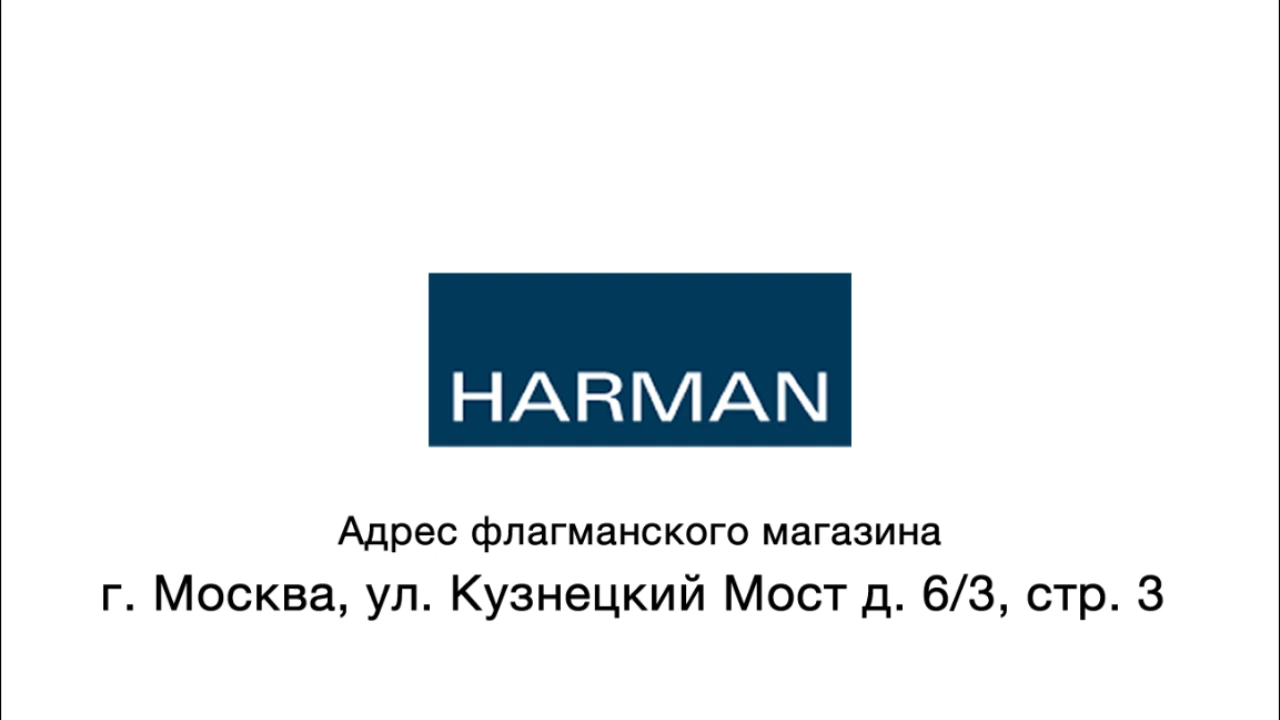 HARMAN
Адрес флагманского магазина
г. Москва, ул. Кузнецкий Мост д. 6/3, стр. 3